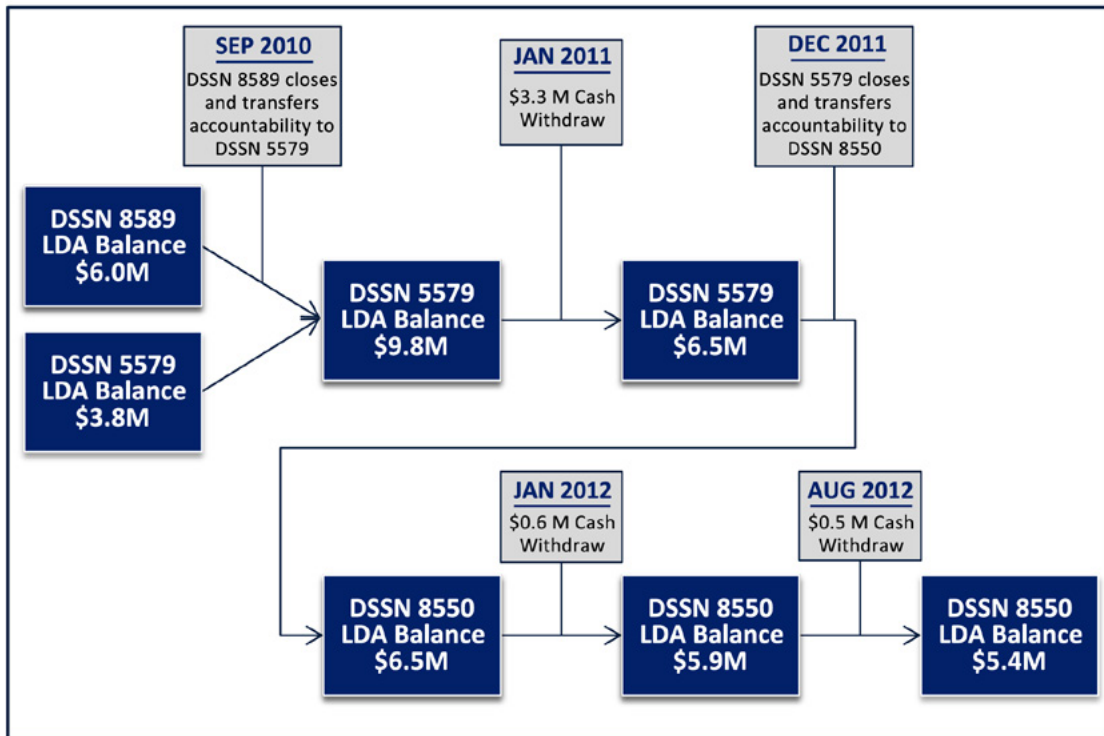 SEP 2010
DSSN 8589 closes
and transfers
accountability to
DSSN 5579
JAN 2011
$3.3 M Cash
Withdraw
DEC 2011
DSSN 5579 closes
and transfers
accountability to
DSSN 8550
DSSN 8589
LDA Balance
$6.0M
DSSN 5579
LDA Balance
$3.8M
DSSN 5579
LDA Balance
$9.8M
DSSN 5579
LDA Balance
$6.5M
JAN 2012
$0.6 M Cash
Withdraw
AUG 2012
$0.5 M Cash
Withdraw
DSSN 8550
LDA Balance
$6.5M
DSSN 8550
LDA Balance
$5.9M
DSSN 8550
LDA Balance
$5.4M